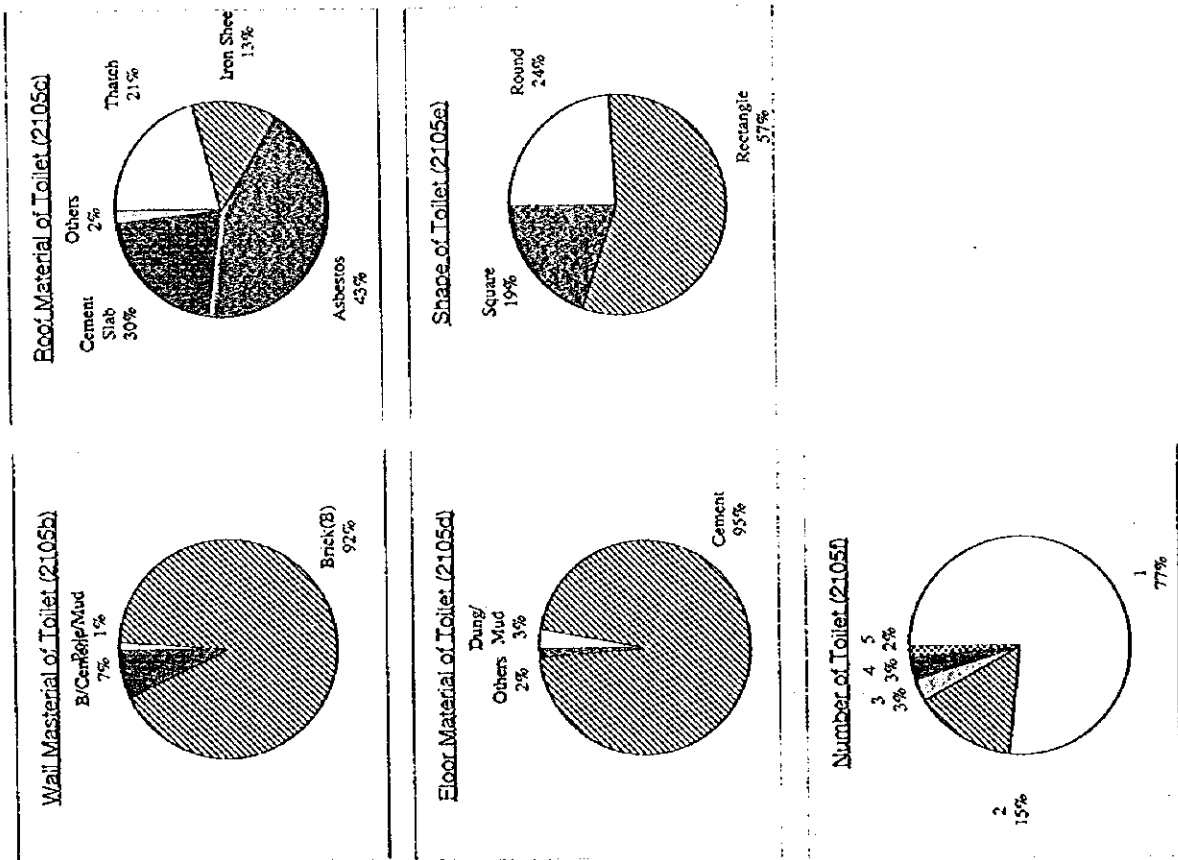 Wall Masterial of Toilet (2105b)
B/CemPole/Mud
7% 1%
Brick(B)
92%
Roof Material of Toilet (2105c)
Others
2%
Thatch
21%
Cement
Slab
30%
Iron Shee
13%
Asbestos
43%
Floor Material of Toilet (2105d)
Dung/
Others Mud
2% 3%
Cement
95%
Shape of Toilet (2105e)
Square
19%
Round
24%
Rectangle
57%
Number of Toilet (2105f)
3 4 5
3% 3% 2%
2
15%
1
77%